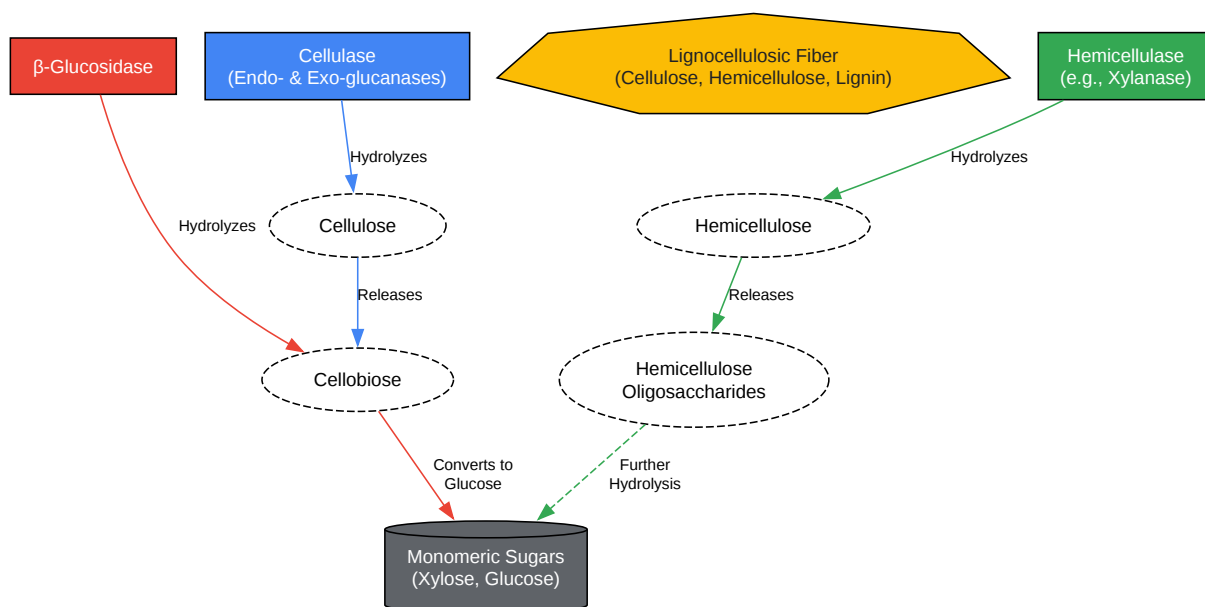 β-Glucosidase
Cellulase
(Endo- & Exo-glucanases)
Lignocellulosic Fiber
(Cellulose, Hemicellulose, Lignin)
Hemicellulase
(e.g., Xylanase)
Hydrolyzes
Hydrolyzes
Hydrolyzes
Cellulose
Hemicellulose
Releases
Releases
Cellobiose
Hemicellulose
Oligosaccharides
Converts to
Glucose
Further
Hydrolysis
Monomeric Sugars
(Xylose, Glucose)